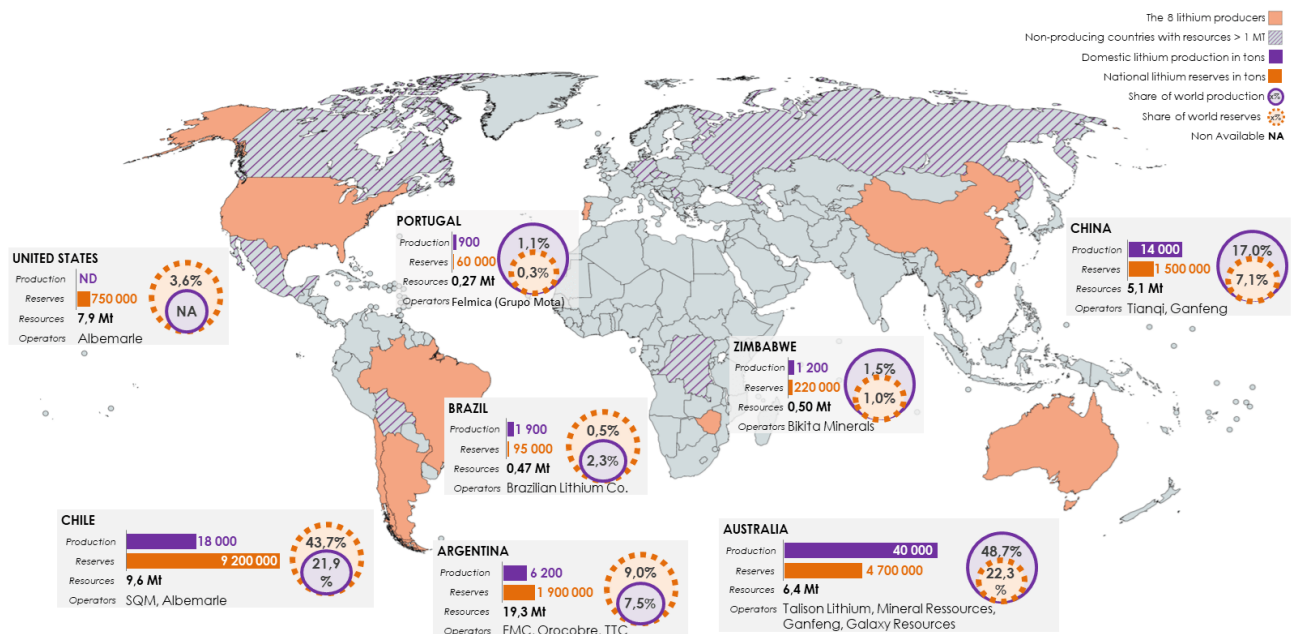 The 8 lithium producers
Non-producing countries with resources > 1 MT
Domestic lithium production in tons
National lithium reserves in tons
Share of world production x%
Share of world reserves x%
Non Available NA
PORTUGAL
Production 900
Reserves 60 000
Resources 0,27 Mt
Operators Felmica (Grupo Mota)
1,1%
0,3%
CHINA
Production 14 000
Reserves 1 500 000
Resources 5,1 Mt
Operators Tianqi, Ganfeng
17,0%
7,1%
UNITED STATES
Production ND
Reserves 750 000
Resources 7,9 Mt
Operators Albemarle
3,6%
NA
ZIMBABWE
Production 1 200
Reserves 220 000
Resources 0,50 Mt
Operators Bikita Minerals
1,5%
1,0%
BRAZIL
Production 1 900
Reserves 95 000
Resources 0,47 Mt
Operators Brazilian Lithium Co.
0,5%
2,3%
CHILE
Production 18 000
Reserves 9 200 000
Resources 9,6 Mt
Operators SQM, Albemarle
43,7%
21,9
%
ARGENTINA
Production 6 200
Reserves 1 900 000
Resources 19,3 Mt
Operators FMC, Orocobre, TTC
9,0%
7,5%
AUSTRALIA
Production 40 000
Reserves 4 700 000
Resources 6,4 Mt
Operators Talison Lithium, Mineral Ressources,
Ganfeng, Galaxy Resources
48,7%
22,3
%